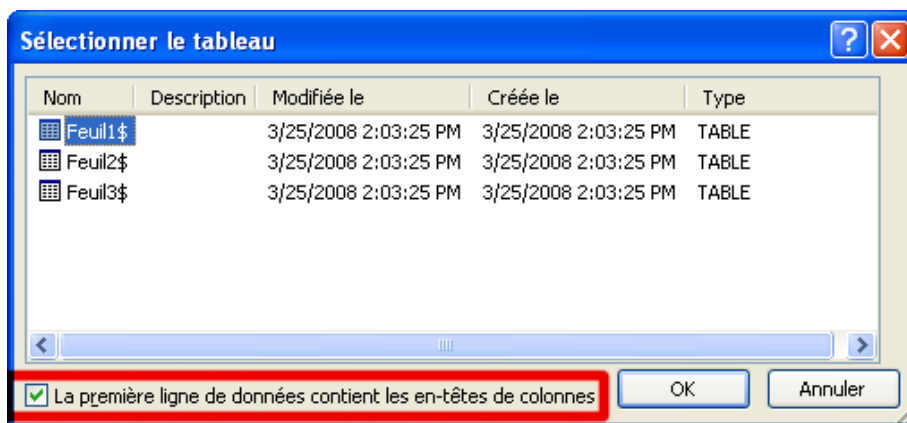 Sélectionner le tableau
Nom Description Modifiée le Créée le Type
Feuil1$ 3/25/2008 2:03:25 PM 3/25/2008 2:03:25 PM TABLE
Feuil2$ 3/25/2008 2:03:25 PM 3/25/2008 2:03:25 PM TABLE
Feuil3$ 3/25/2008 2:03:25 PM 3/25/2008 2:03:25 PM TABLE
La première ligne de données contient les en-têtes de colonnes OK Annuler